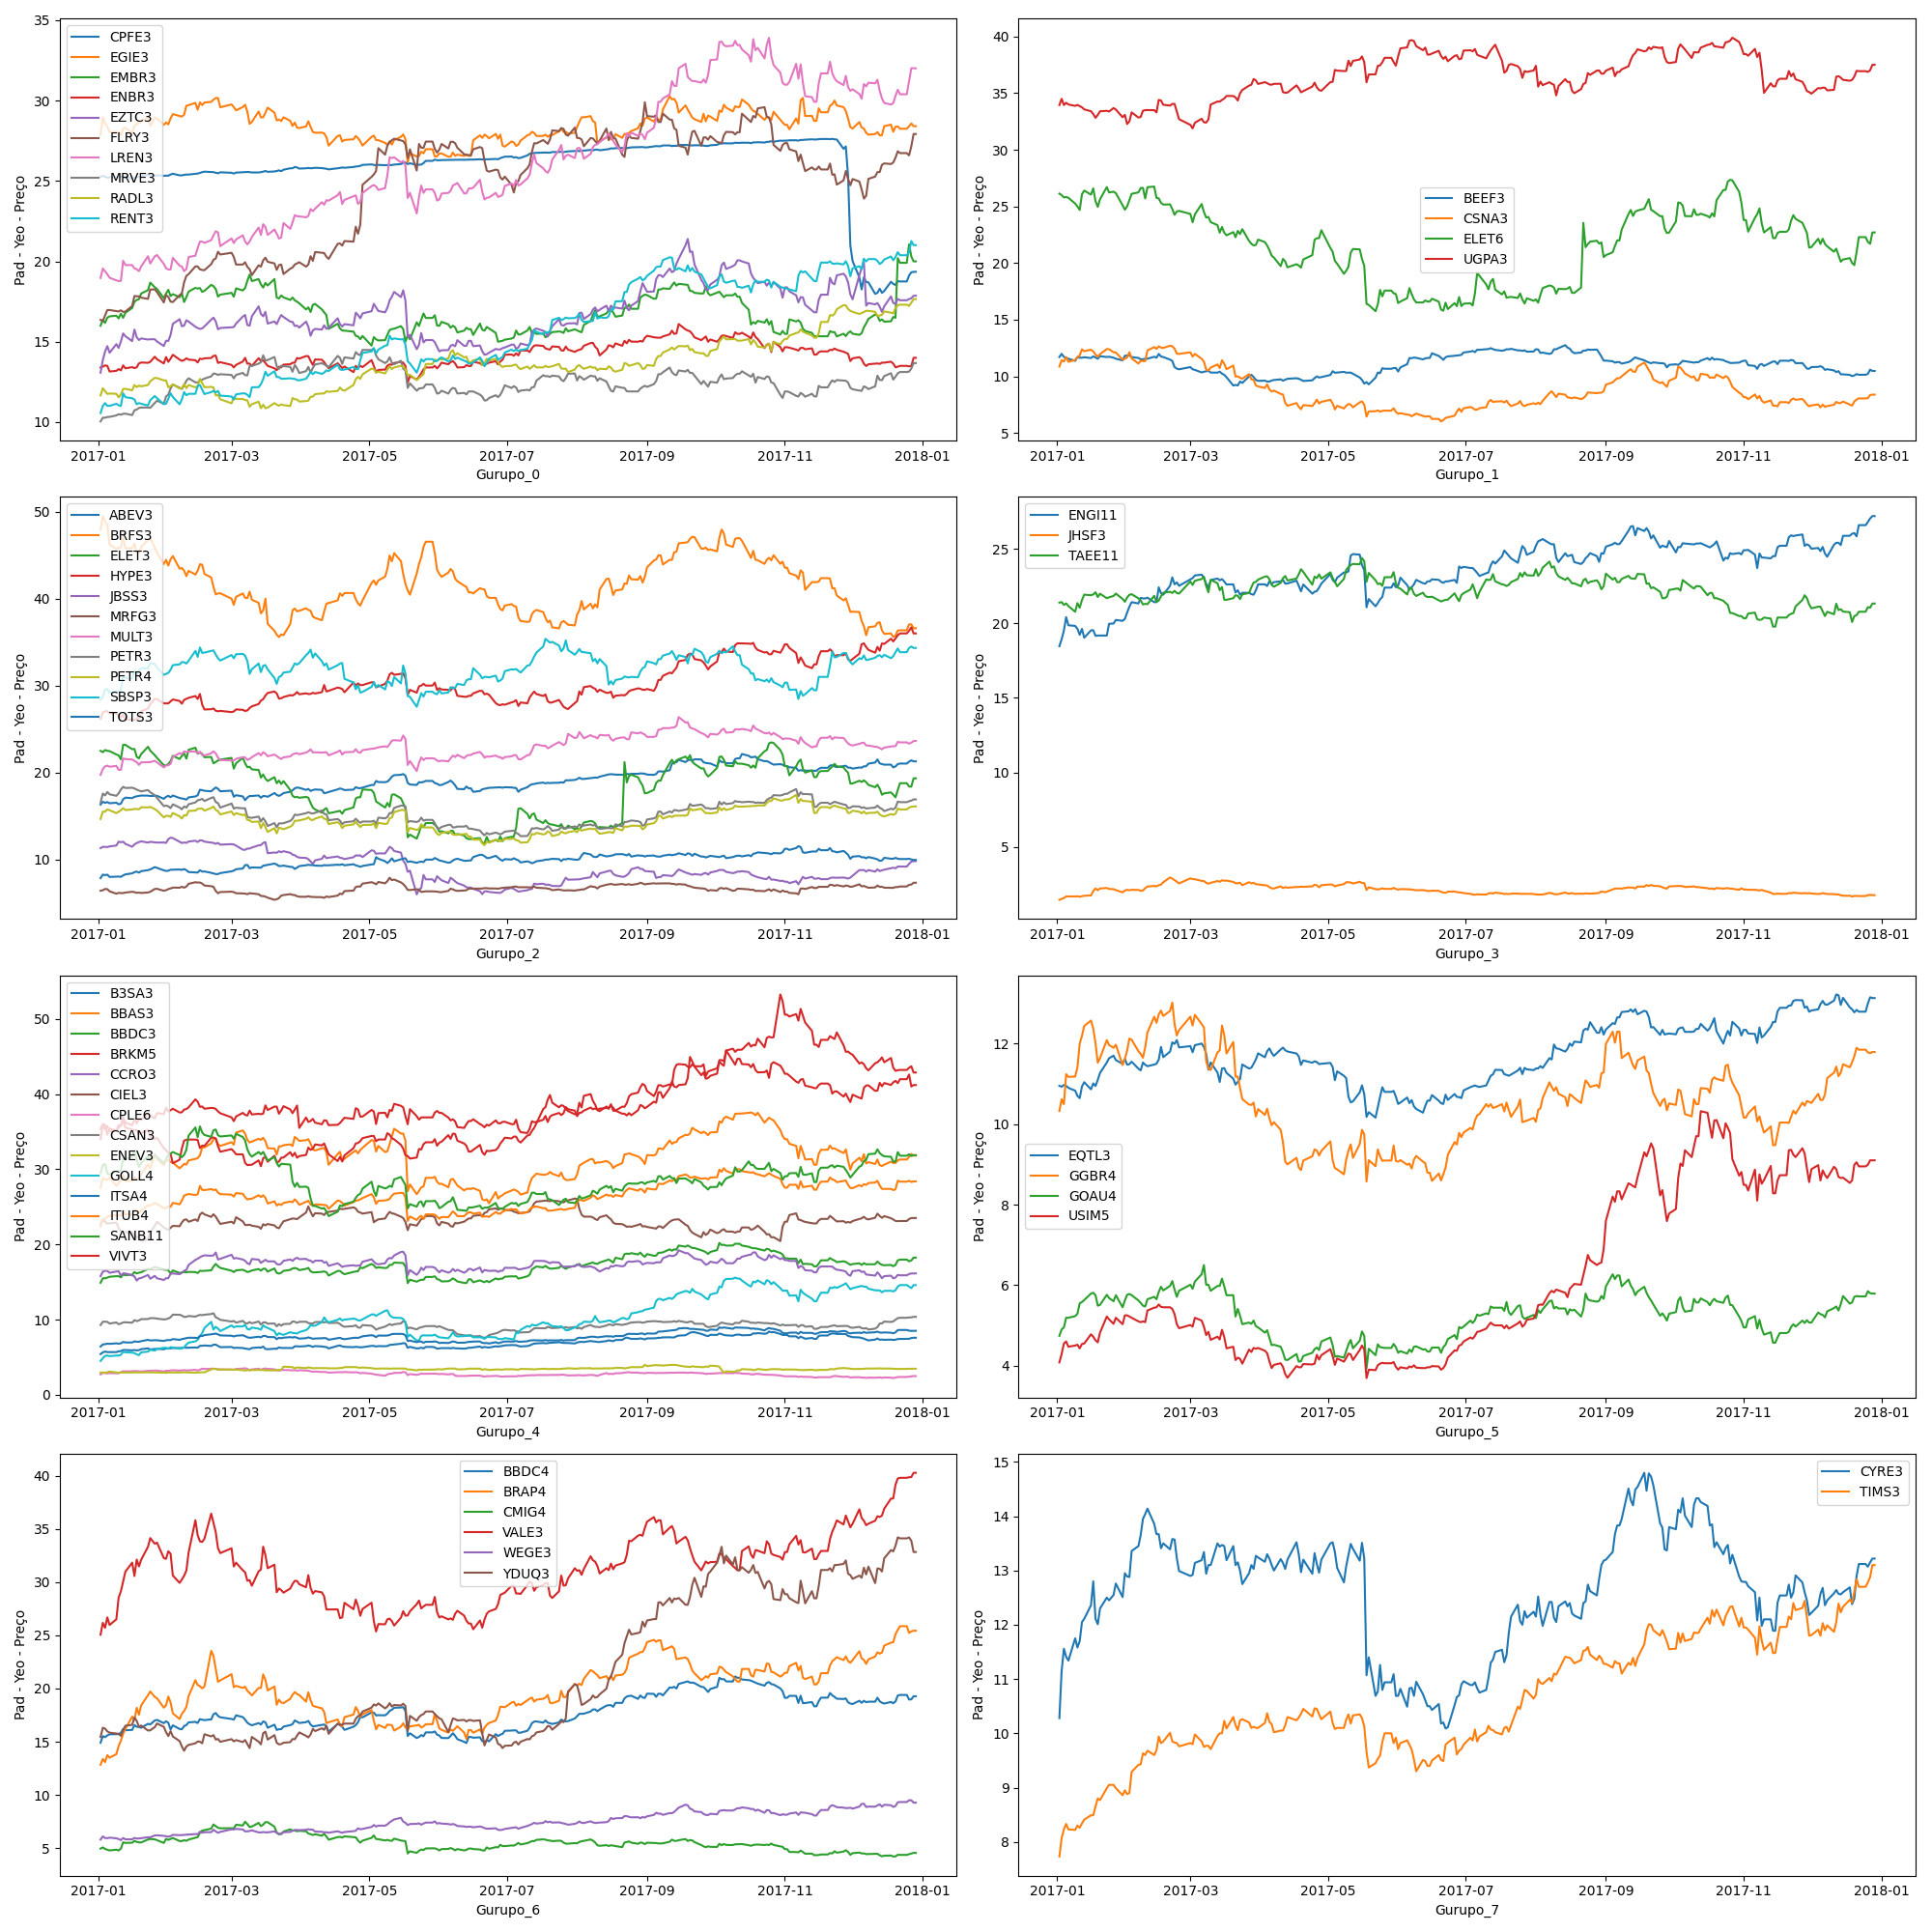 35
30
25
20
15
10
Pad - Yeo - Preço
CPFE3
EGIE3
EMBR3
ENBR3
EZTC3
FLRY3
LREN3
MRVE3
RADL3
RENT3
2017-01 2017-03 2017-05 2017-07 2017-09 2017-11 2018-01
Gurupo_0
40
35
30
25
20
15
10
5
Pad - Yeo - Preço
BEEF3
CSNA3
ELET6
UGPA3
2017-01 2017-03 2017-05 2017-07 2017-09 2017-11 2018-01
Gurupo_1
50
40
30
20
10
Pad - Yeo - Preço
ABEV3
BRFS3
ELET3
HYPE3
JBSS3
MRFG3
MULT3
PETR3
PETR4
SBSP3
TOTS3
2017-01 2017-03 2017-05 2017-07 2017-09 2017-11 2018-01
Gurupo_2
25
20
15
10
5
Pad - Yeo - Preço
ENGI11
JHSF3
TAEE11
2017-01 2017-03 2017-05 2017-07 2017-09 2017-11 2018-01
Gurupo_3
50
40
30
20
10
0
Pad - Yeo - Preço
B3SA3
BBAS3
BBDC3
BRKM5
CCRO3
CIEL3
CPLE6
CSAN3
ENEV3
GOLL4
ITSA4
ITUB4
SANB11
VIVT3
2017-01 2017-03 2017-05 2017-07 2017-09 2017-11 2018-01
Gurupo_4
12
10
8
6
4
Pad - Yeo - Preço
EQTL3
GGBR4
GOAU4
USIM5
2017-01 2017-03 2017-05 2017-07 2017-09 2017-11 2018-01
Gurupo_5
40
35
30
25
20
15
10
5
Pad - Yeo - Preço
BBDC4
BRAP4
CMIG4
VALE3
WEGE3
YDUQ3
2017-01 2017-03 2017-05 2017-07 2017-09 2017-11 2018-01
Gurupo_6
15
14
13
12
11
10
9
8
Pad - Yeo - Preço
CYRE3
TIMS3
2017-01 2017-03 2017-05 2017-07 2017-09 2017-11 2018-01
Gurupo_7